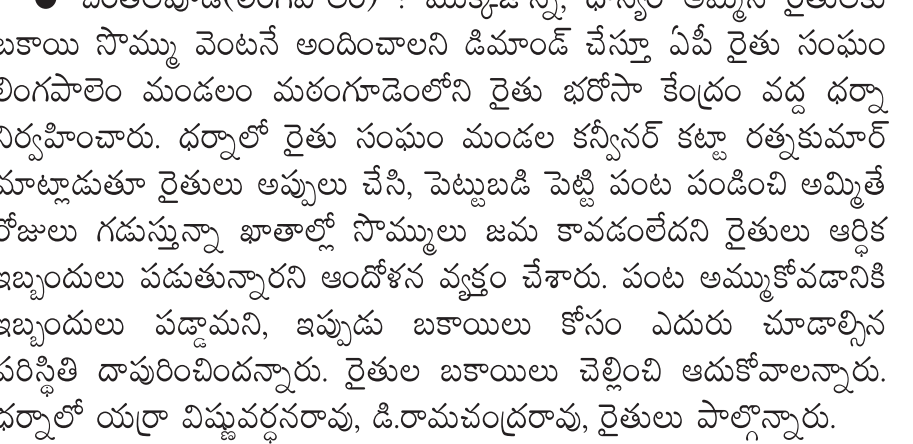 ● చింతలపూడి(లింగపాలెం) : మొక్కజొన్న, ధాన్యం అమ్మిన రైతులకు
బకాయి సొమ్ము వెంటనే అందించాలని డిమాండ్ చేస్తూ ఏపీ రైతు సంఘం
లింగపాలెం మండలం మఠంగూడెంలోని రైతు భరోసా కేంద్రం వద్ద ధర్నా
నిర్వహించారు. ధర్నాలో రైతు సంఘం మండల కన్వీనర్ కట్టా రత్నకుమార్
మాట్లాడుతూ రైతులు అప్పులు చేసి, పెట్టుబడి పెట్టి పంట పండించి అమ్మితే
రోజులు గడుస్తున్నా ఖాతాల్లో సొమ్ములు జమ కావడంలేదని రైతులు ఆర్ధిక
ఇబ్బందులు పడుతున్నారని ఆందోళన వ్యక్తం చేశారు. పంట అమ్ముకోవడానికి
ఇబ్బందులు పడ్డామని, ఇప్పుడు బకాయిలు కోసం ఎదురు చూడాల్సిన
పరిస్థితి దాపురించిందన్నారు. రైతుల బకాయిలు చెల్లించి ఆదుకోవాలన్నారు.
ధర్నాలో యర్రా విష్ణువర్ధనరావు, డి.రామచంద్రరావు, రైతులు పాల్గొన్నారు.